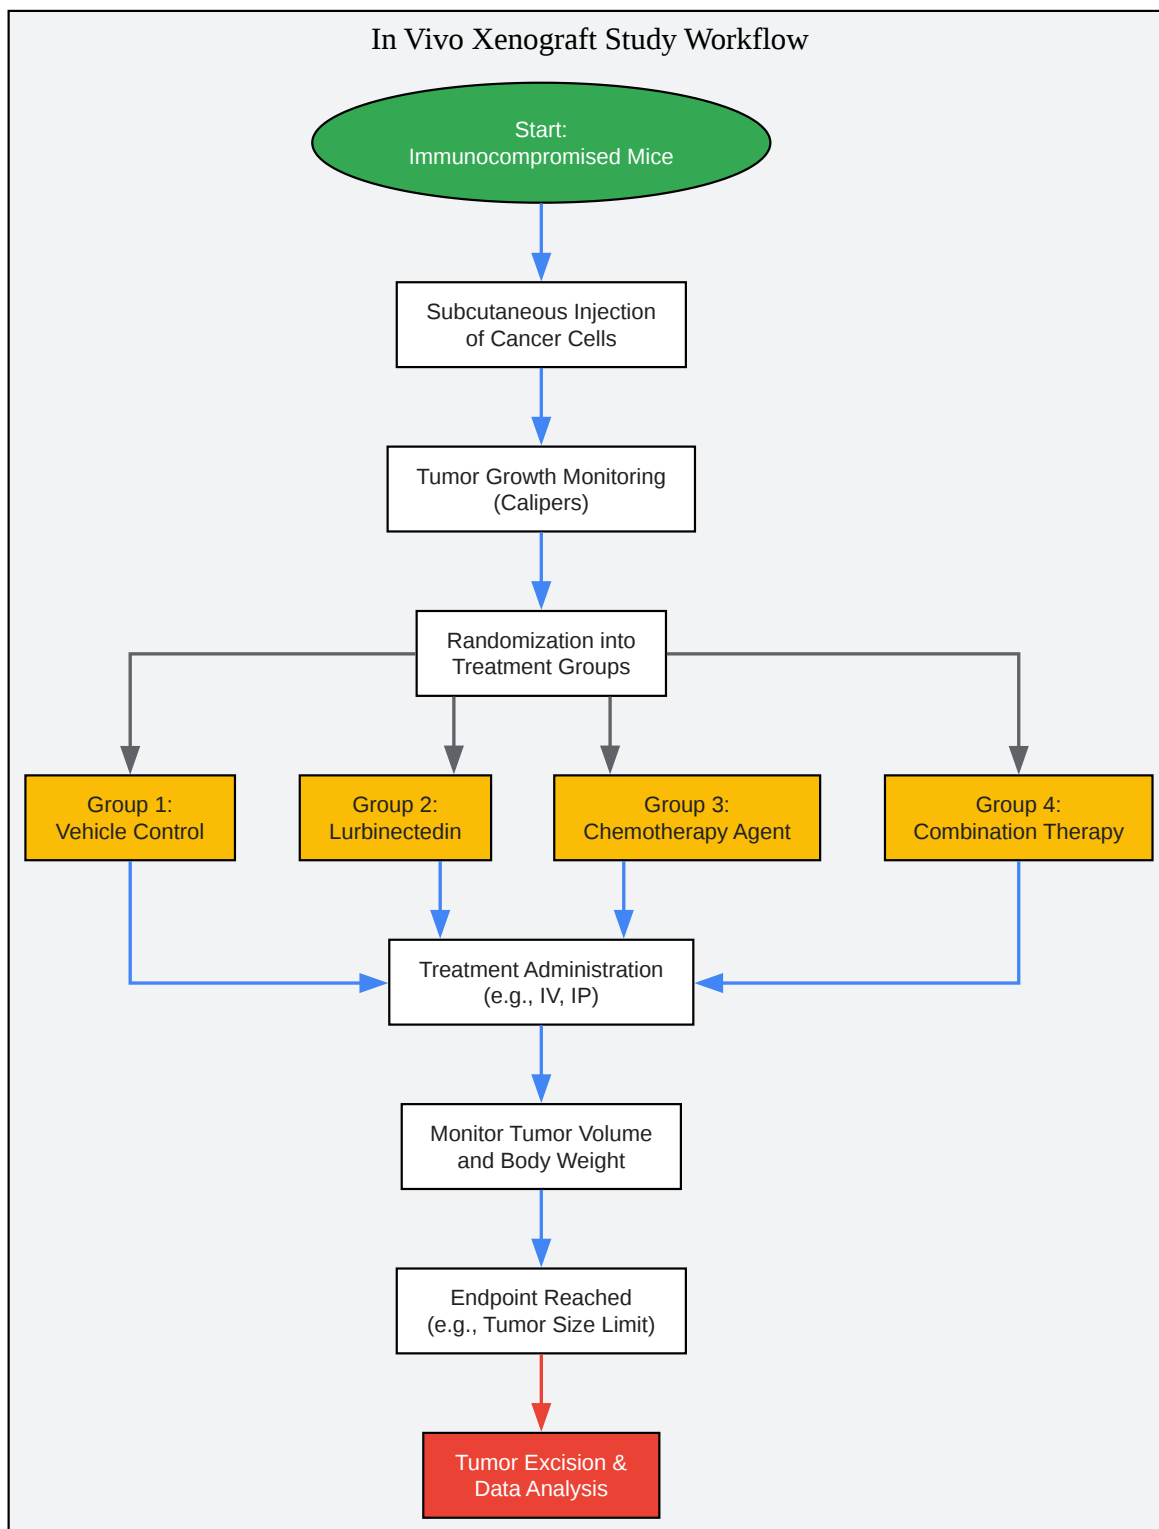 In Vivo Xenograft Study Workflow
Start:
Immunocompromised Mice
Subcutaneous Injection
of Cancer Cells
Tumor Growth Monitoring
(Calipers)
Randomization into
Treatment Groups
Group 1:
Vehicle Control
Group 2:
Lurbinectedin
Group 3:
Chemotherapy Agent
Group 4:
Combination Therapy
Treatment Administration
(e.g., IV, IP)
Monitor Tumor Volume
and Body Weight
Endpoint Reached
(e.g., Tumor Size Limit)
Tumor Excision &
Data Analysis